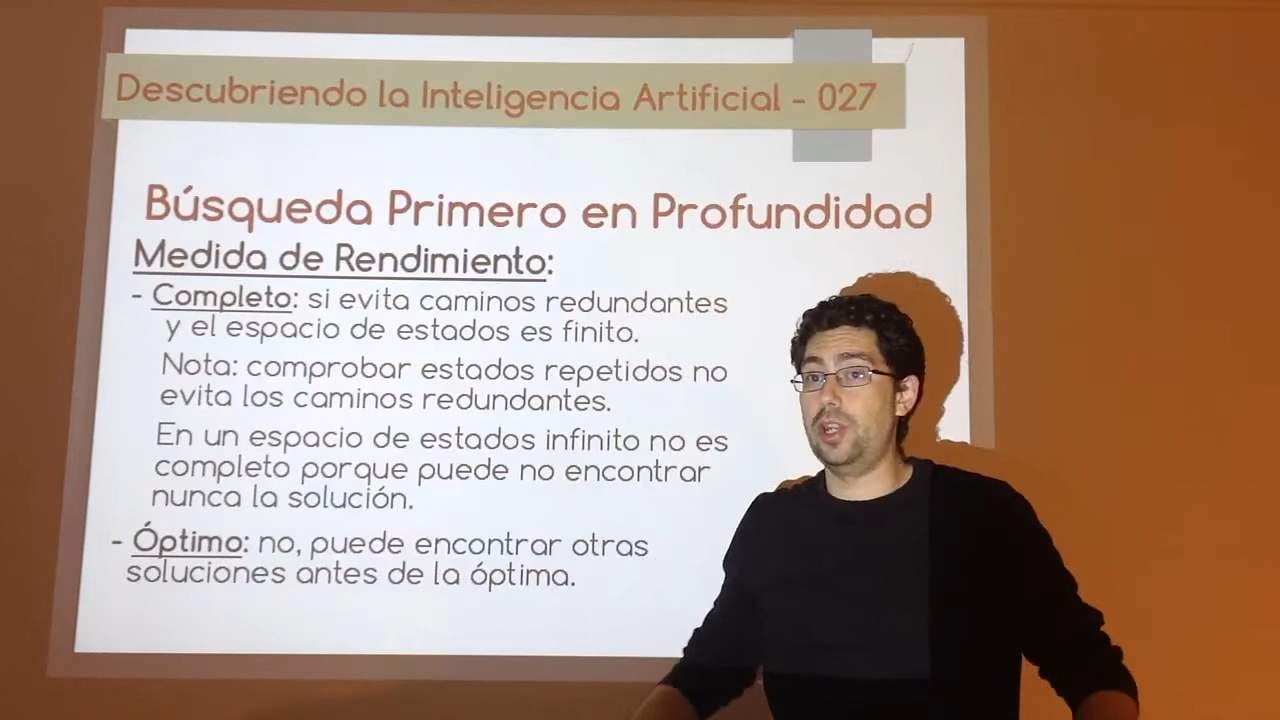 Descubriendo la Inteligencia Artificial - 027
Búsqueda Primero en Profundidad
Medida de Rendimiento:
- Completo: si evita caminos redundantes
y el espacio de estados es finito.
Nota: comprobar estados repetidos no
evita los caminos redundantes.
En un espacio de estados infinito no es
completo porque puede no encontrar
nunca la solución.
- Óptimo: no, puede encontrar otras
soluciones antes de la óptima.